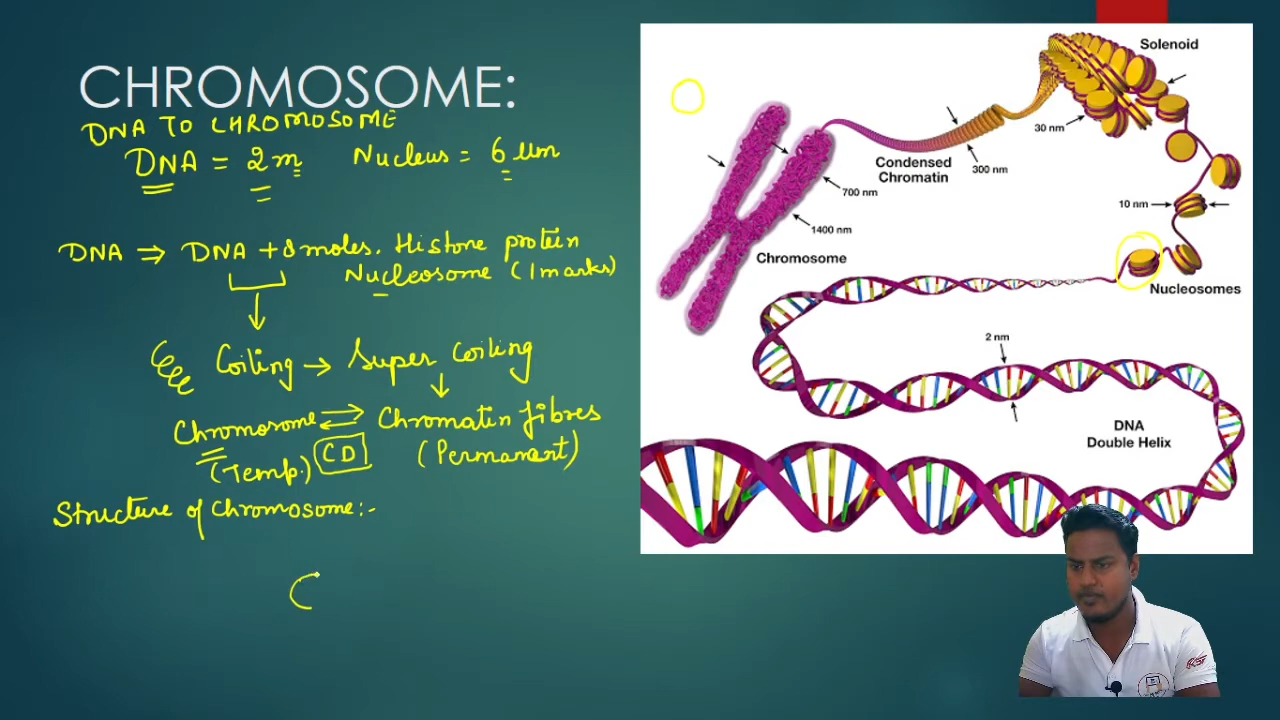 CHROMOSOME:
DNA TO CHROMOSOME
DNA = 2m Nucleus = 6 μm
DNA ⇒ DNA + 8 moles. Histone protein
Nucleosome (1 marks)
Coiling → Super Coiling
Chromosome ⇌ Chromatin fibres
(Temp.) CD (Permanant)
Structure of Chromosome:-
C
Solenoid
30 nm
Condensed
Chromatin
300 nm
700 nm
10 nm
1400 nm
Chromosome
Nucleosomes
2 nm
DNA
Double Helix